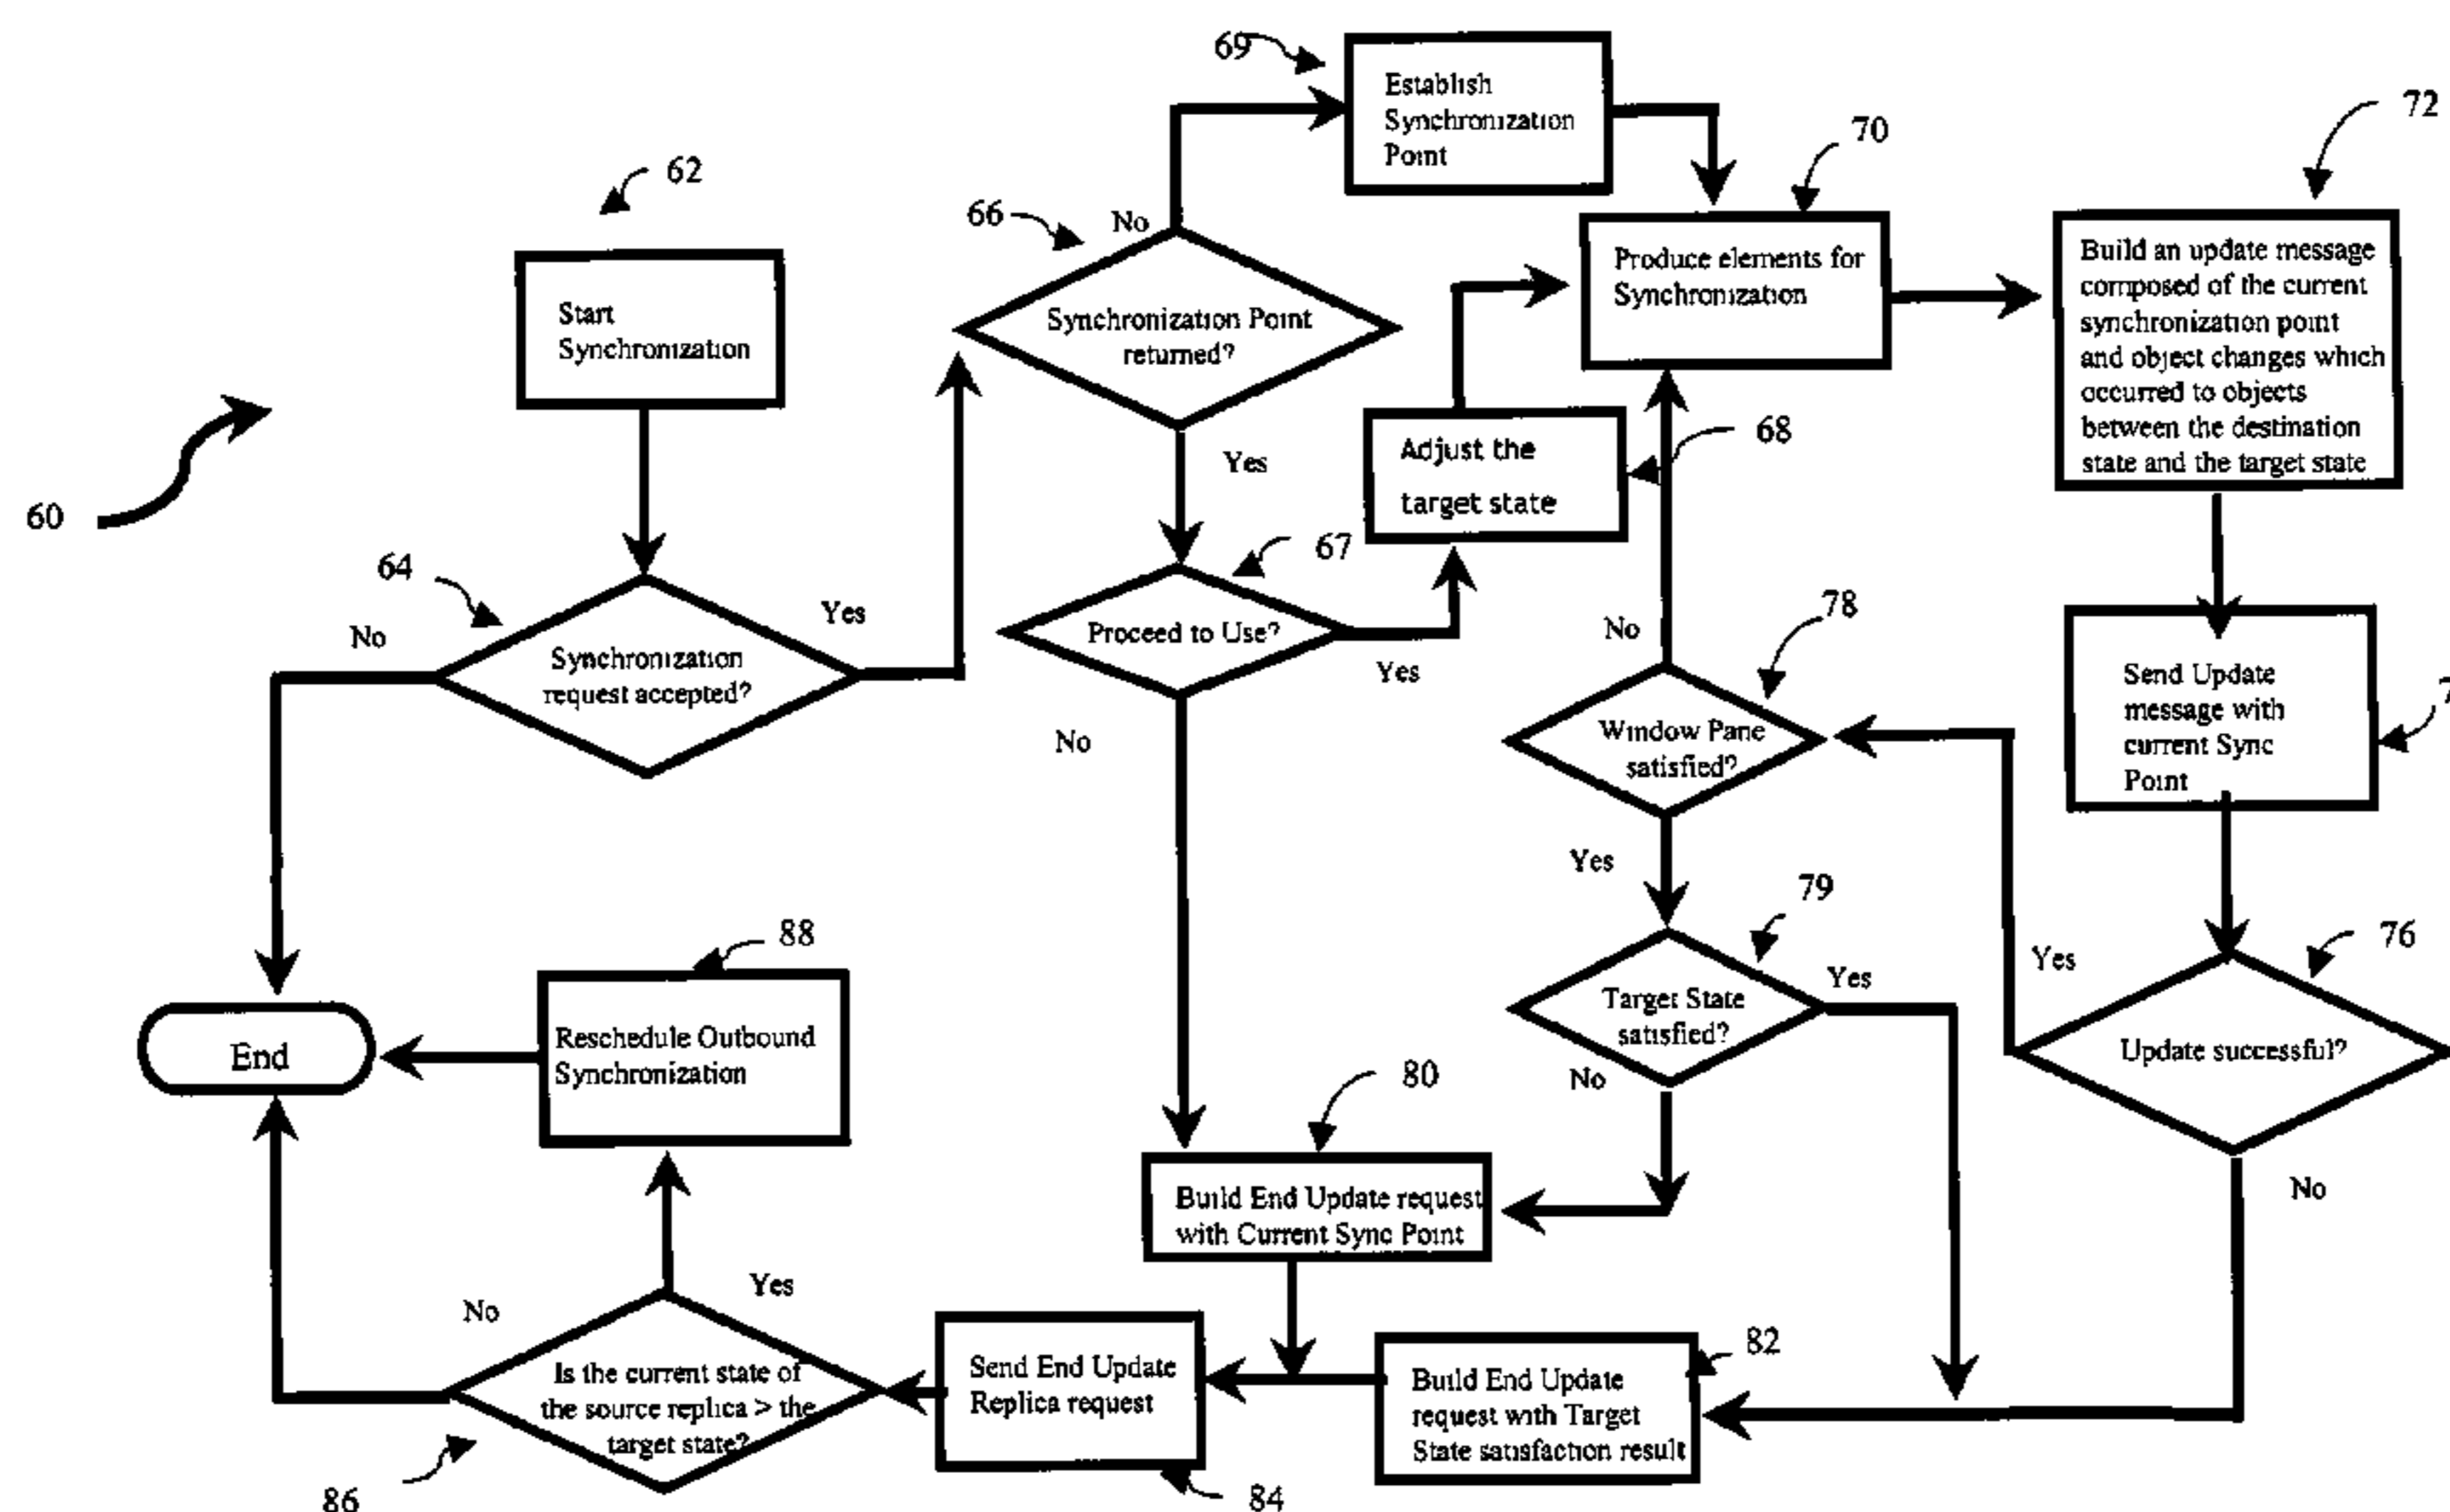 60
62
Start
Synchronization
64
Synchronization
request accepted?
No
Yes
66
Synchronization Point
returned?
No
Yes
69
Establish
Synchronization
Point
67
Proceed to Use?
Yes
No
Adjust the
target state
68
70
Produce elements for
Synchronization
72
Build an update message
composed of the current
synchronization point
and object changes which
occurred to objects
between the destination
state and the target state
Send Update
message with
current Sync
Point
7
76
Update successful?
Yes
No
78
Window Pane
satisfied?
No
Yes
79
Target State
satisfied?
Yes
No
80
Build End Update request
with Current Sync Point
82
Build End Update
request with Target
State satisfaction result
84
Send End Update
Replica request
86
Is the current state of
the source replica > the
target state?
Yes
No
88
Reschedule Outbound
Synchronization
End